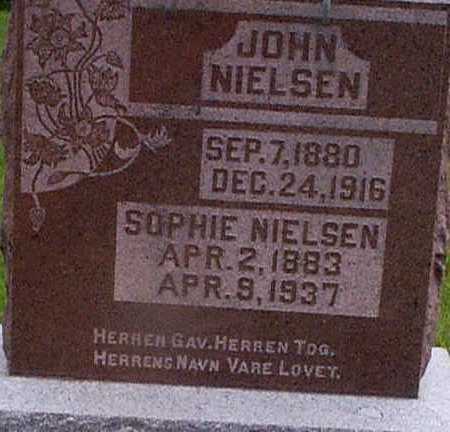 JOHN
NIELSEN
SEP. 7, 1880
DEC. 24, 1916
SOPHIE NIELSEN
APR. 2, 1883
APR. 9, 1937
HERREN GAV. HERREN TOG.
HERRENS NAVN VARE LOVET.